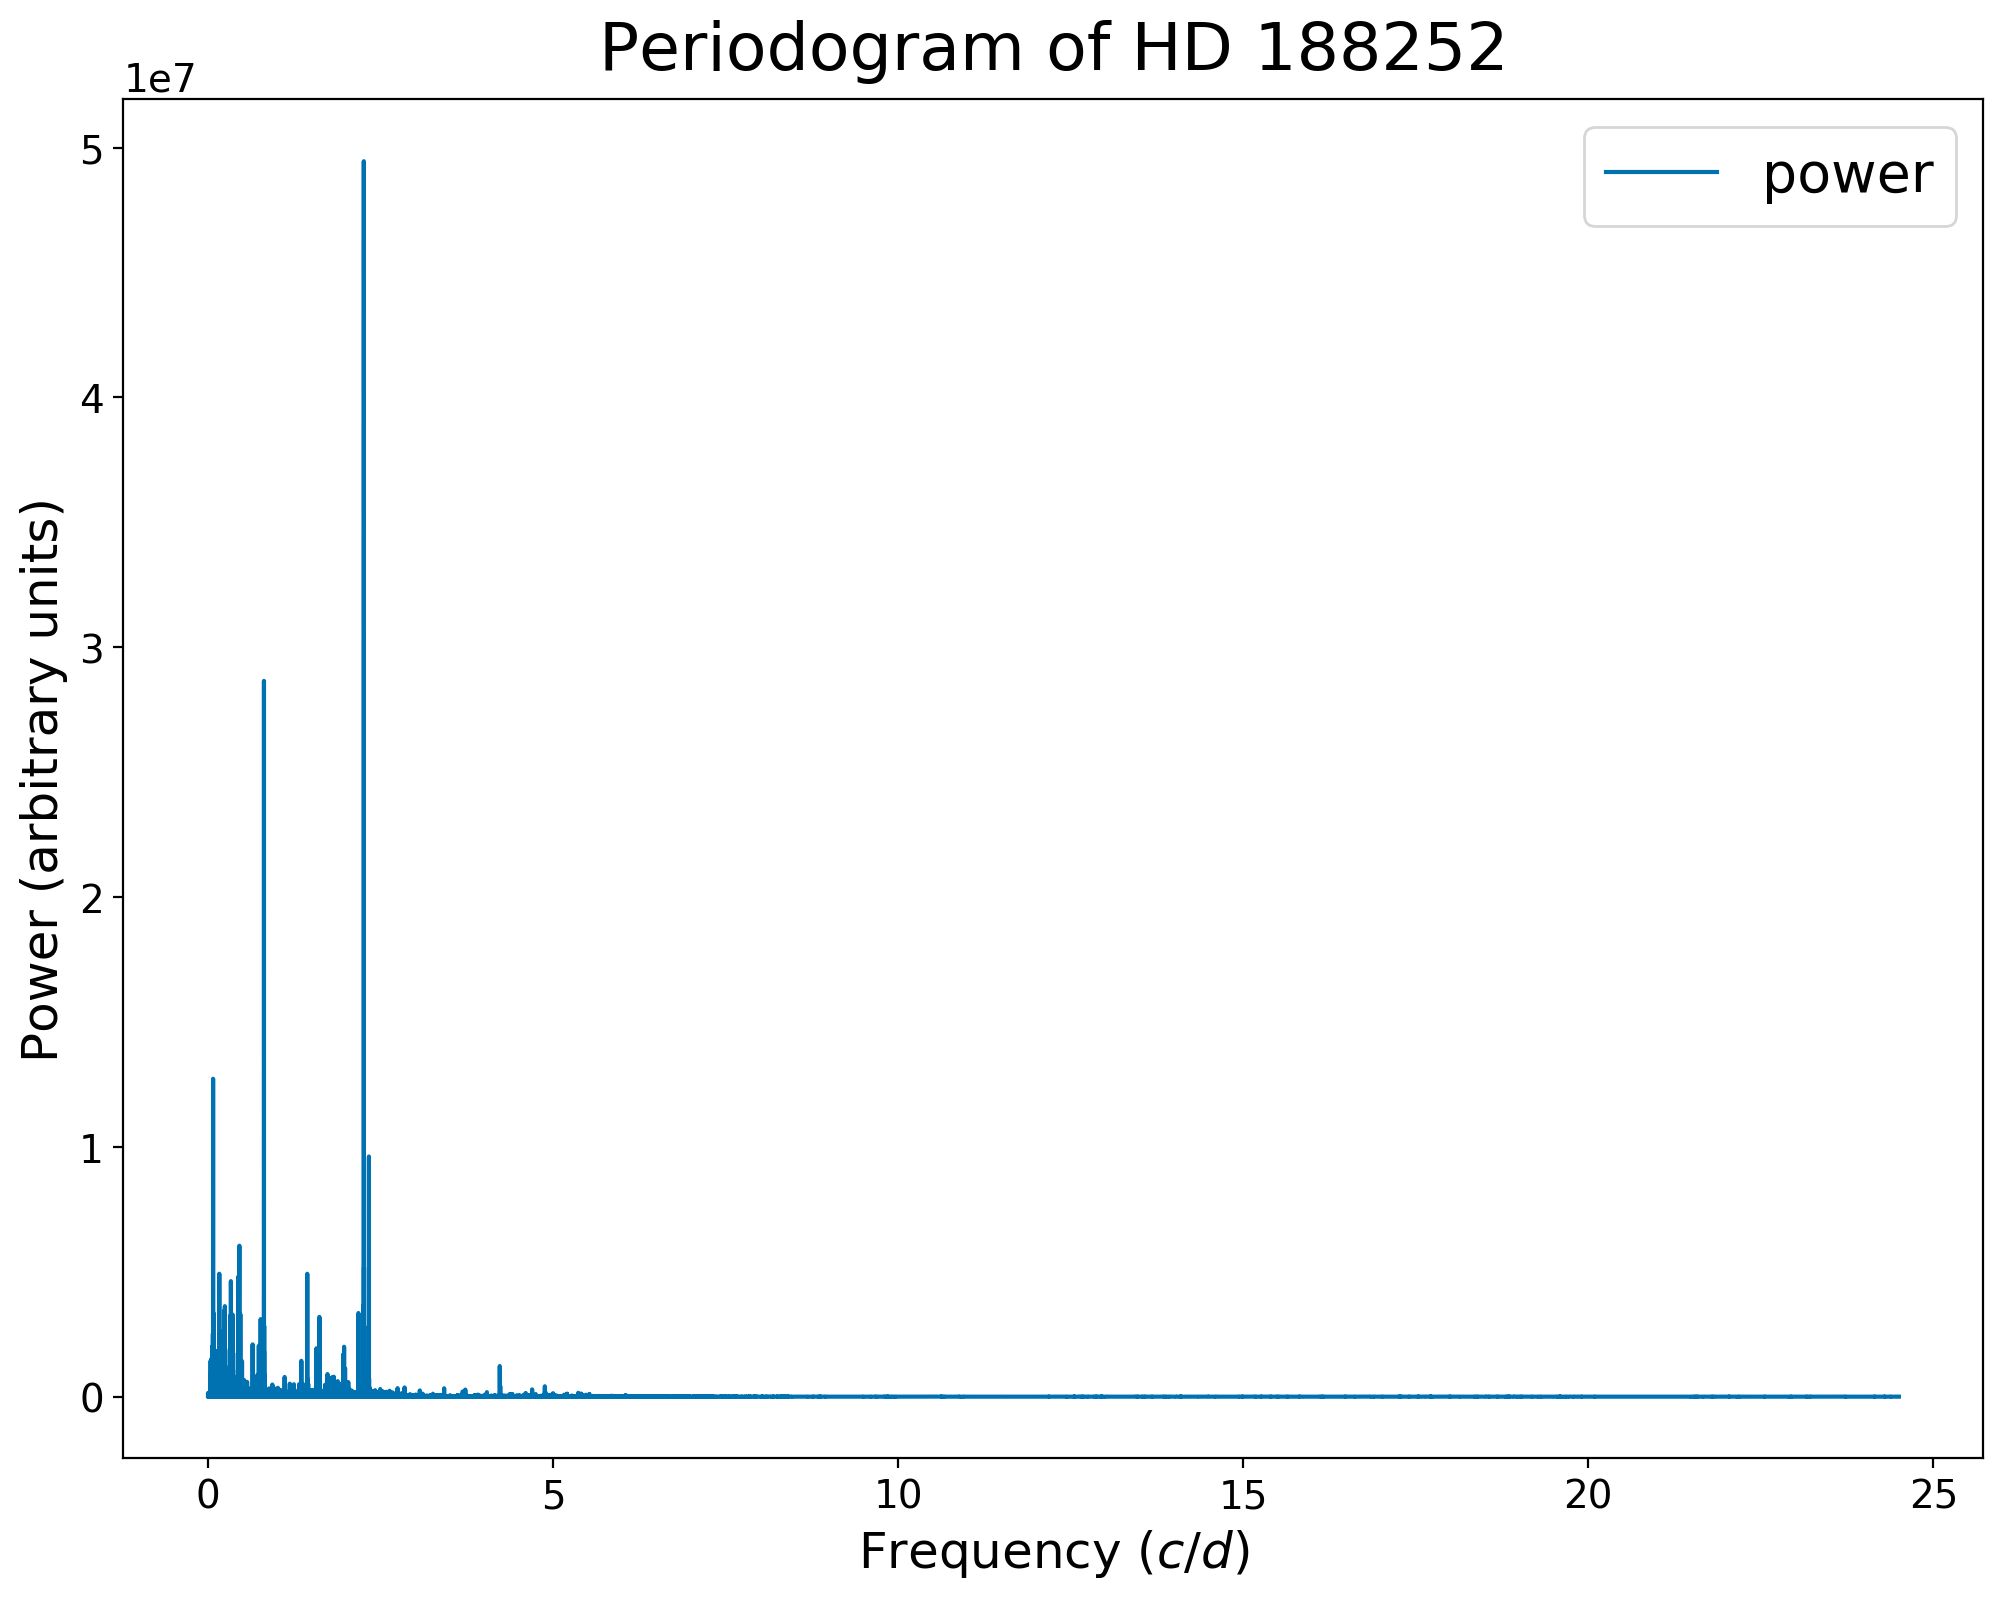 Periodogram of HD 188252
1e7
power
5
4
3
2
1
0
Power (arbitrary units)
0 5 10 15 20 25
Frequency (c/d)